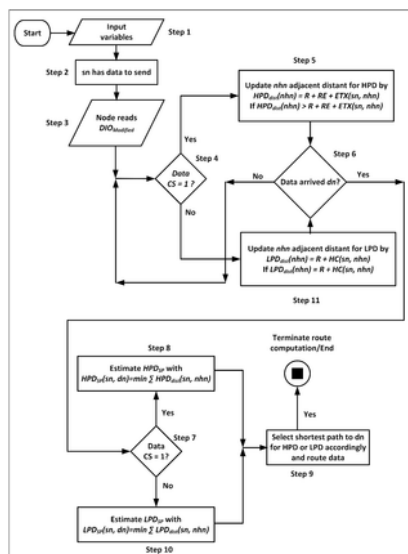 Start
Input
variables
Step 1
Step 2
sn has data to send
Step 3
Node reads
DIOModified
Step 4
Data
CS = 1 ?
Yes
No
Step 5
Update nhn adjacent distant for HPD by
HPDdist(nhn) = R + RE + ETX(sn, nhn)
If HPDdist(nhn) > R + RE + ETX(sn, nhn)
Step 6
Data arrived dn?
No
Yes
Update nhn adjacent distant for LPD by
LPDdist(nhn) = R + HC(sn, nhn)
If LPDdist(nhn) = R + HC(sn, nhn)
Step 11
Step 8
Estimate HPDSP with
HPDSP(sn, dn)=min ∑ HPDdist(sn, nhn)
Yes
Data
CS = 1?
Step 7
No
Estimate LPDSP with
LPDSP(sn, dn)=min ∑ LPDdist(sn, nhn)
Step 10
Terminate route
computation/End
Yes
Select shortest path to dn
for HPD or LPD accordingly
and route data
Step 9